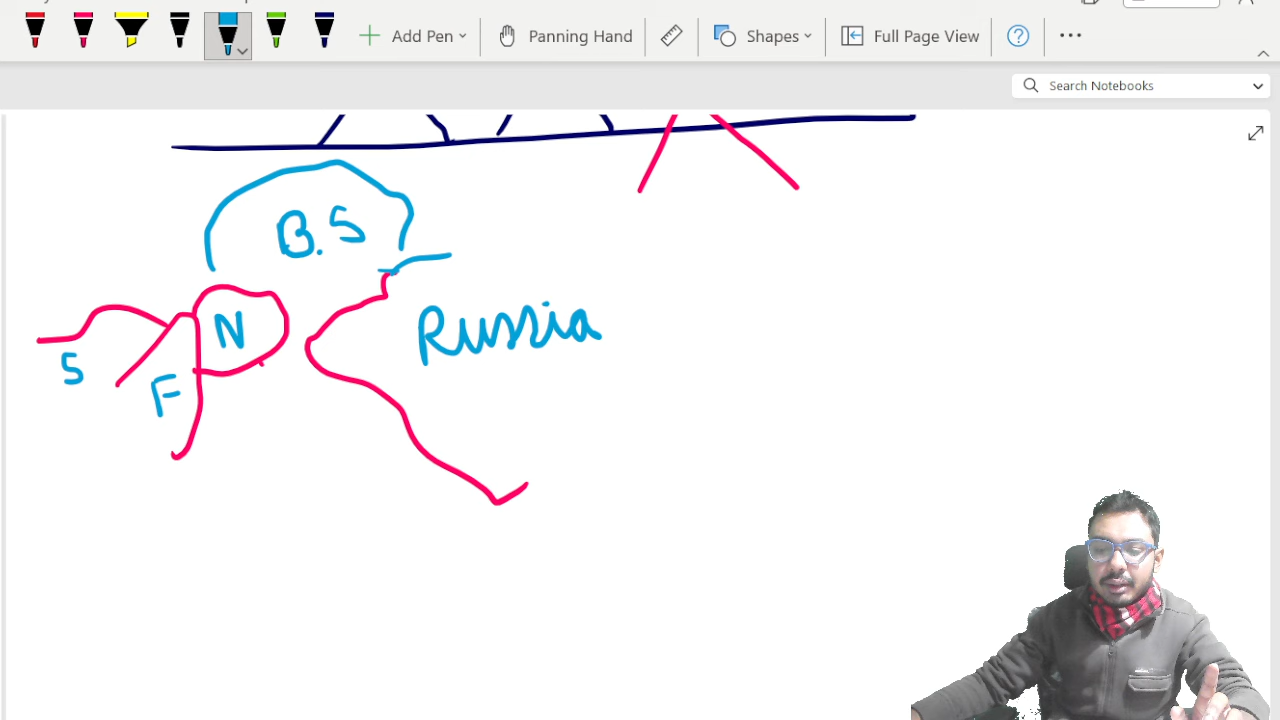 Add Pen
Panning Hand
Shapes
Full Page View
?
Search Notebooks
B.S
Russia
N
S
F